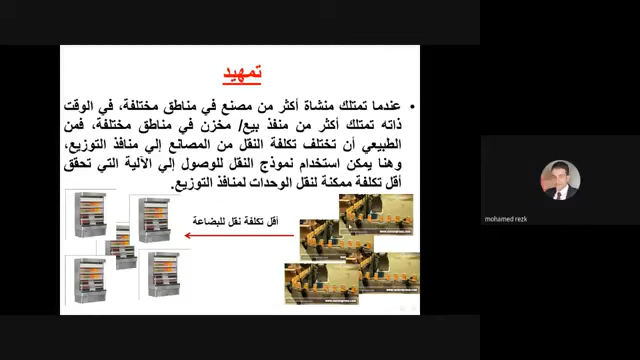 تمهيد
• عندما تمتلك منشاة أكثر من مصنع في مناطق مختلفة، في الوقت
ذاته تمتلك أكثر من منفذ بيع/ مخزن في مناطق مختلفة، فمن
الطبيعي أن تختلف تكلفة النقل من المصانع إلي منافذ التوزيع،
وهنا يمكن استخدام نموذج النقل للوصول إلي الآلية التي تحقق
أقل تكلفة ممكنة لنقل الوحدات لمنافذ التوزيع.
أقل تكلفة نقل للبضاعة
mohamed rezk